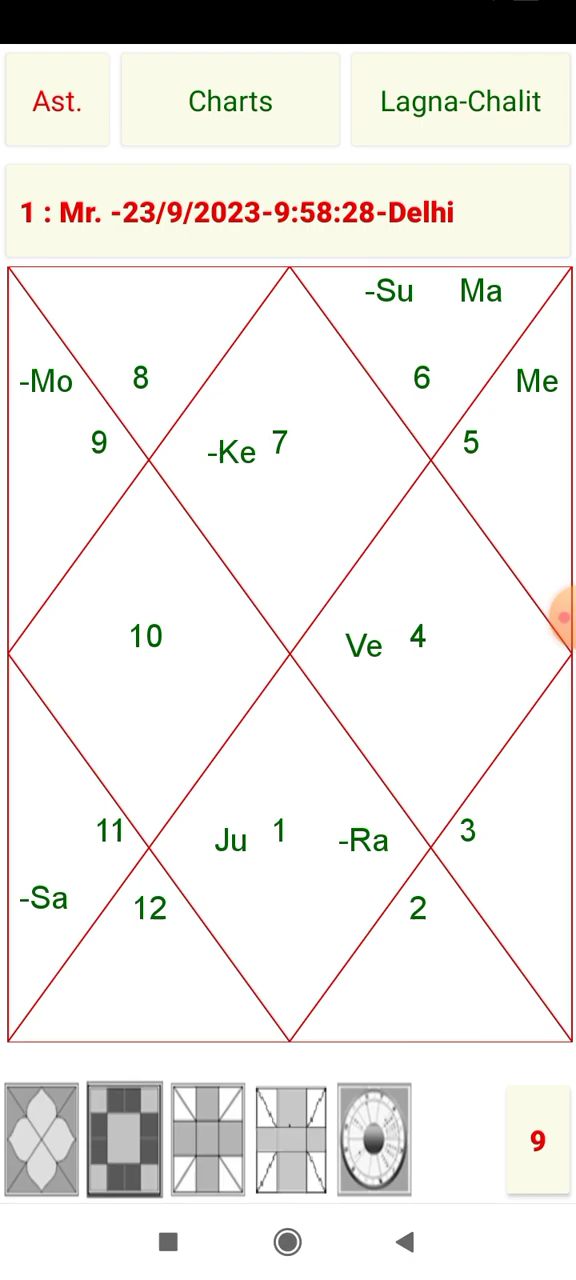 Ast. Charts Lagna-Chalit
1 : Mr. -23/9/2023-9:58:28-Delhi
-Su Ma
-Mo 8 6 Me
9 -Ke 7 5
10 Ve 4
11 Ju 1 -Ra 3
-Sa 12 2
9